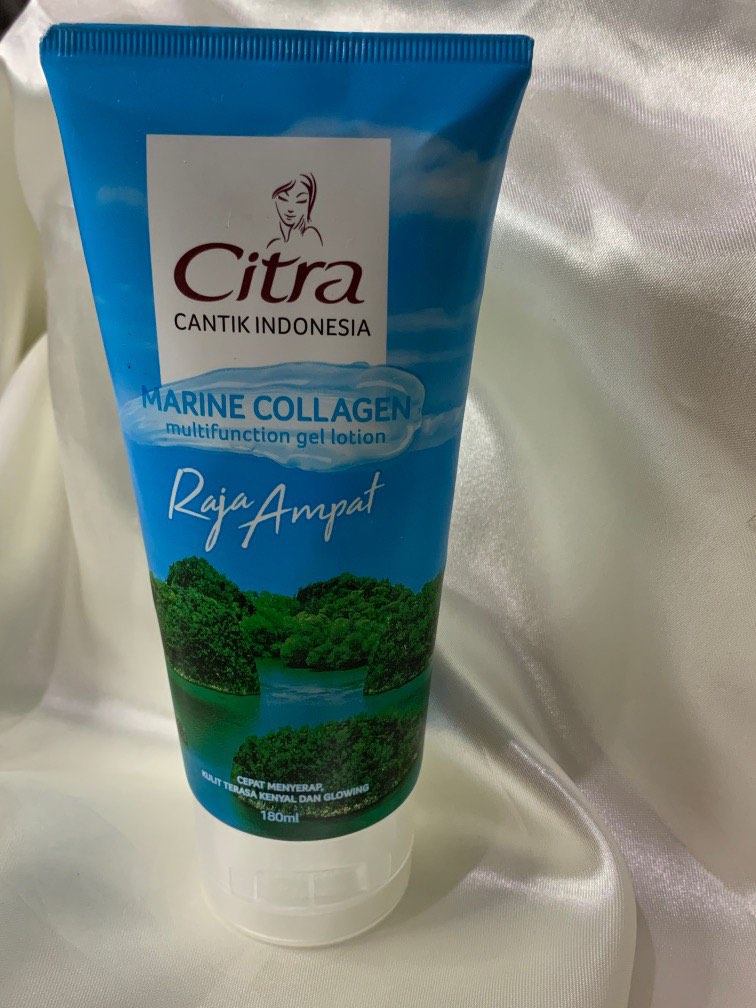 Citra
CANTIK INDONESIA
MARINE COLLAGEN
multifunction gel lotion
Raja Ampat
CEPAT MENYERAP,
KULIT TERASA KENYAL DAN GLOWING
180ml